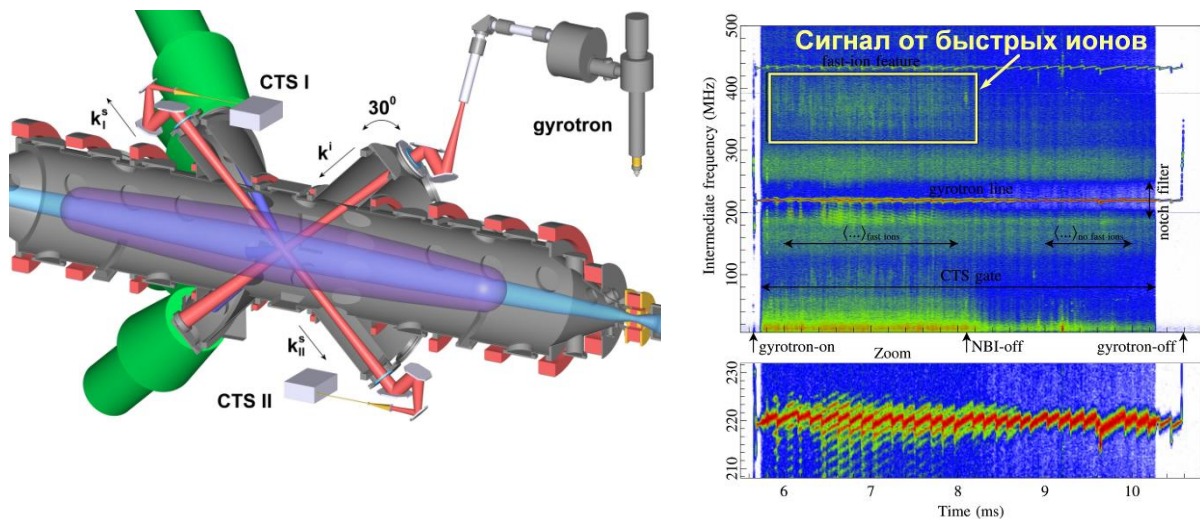 CTS I
k^s_I
30⁰
k^i
gyrotron
k^s_II
CTS II
Сигнал от быстрых ионов
fast-ion feature
gyrotron line
notch filter
⟨...⟩fast ions
⟨...⟩no fast ions
CTS gate
Intermediate frequency (MHz)
500
400
300
200
100
gyrotron-on
Zoom
NBI-off
gyrotron-off
230
220
210
6
7
8
9
10
Time (ms)